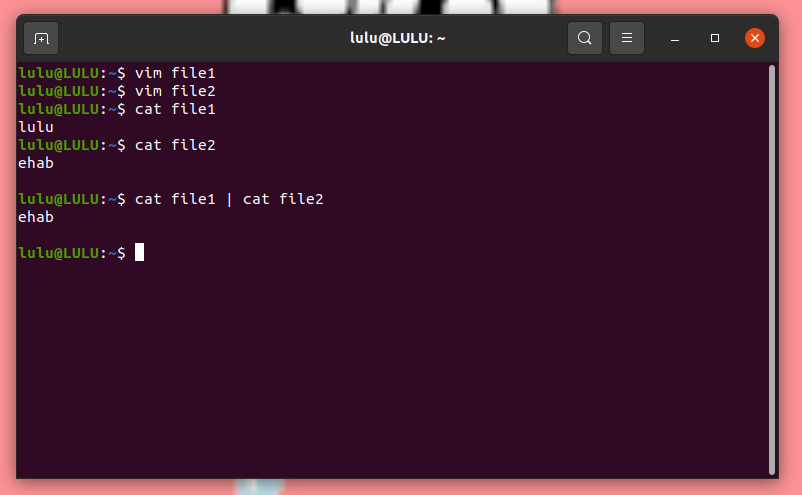 lulu@LULU: ~
lulu@LULU:~$ vim file1
lulu@LULU:~$ vim file2
lulu@LULU:~$ cat file1
lulu
lulu@LULU:~$ cat file2
ehab
lulu@LULU:~$ cat file1 | cat file2
ehab
lulu@LULU:~$